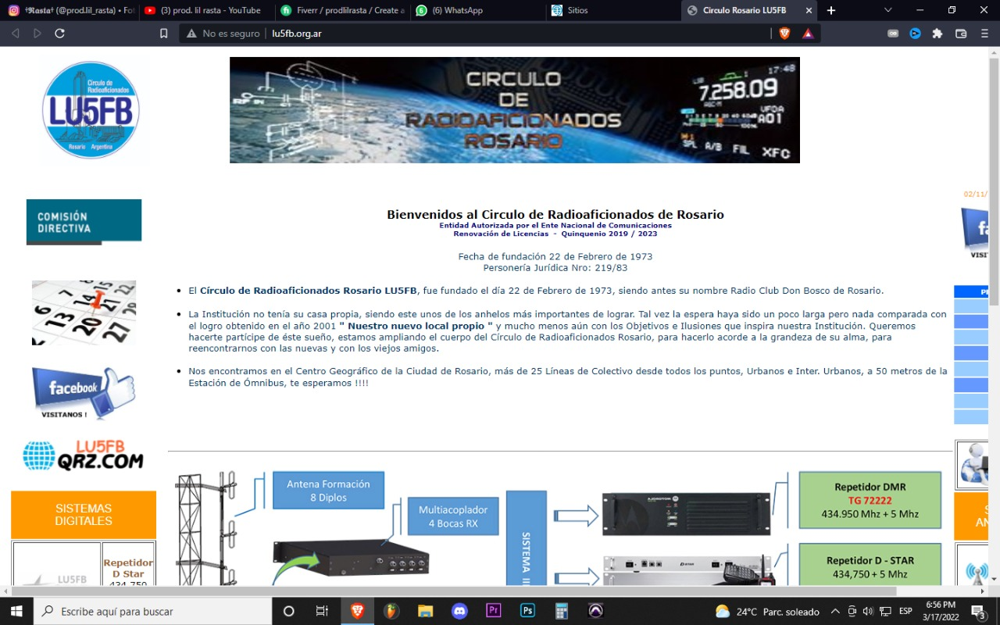 †Rasta† (@prod.lil_rasta) • Fot
(3) prod. lil rasta - YouTube
Fiverr / prodlilrasta / Create a
(6) WhatsApp
Sitios
Circulo Rosario LU5FB
No es seguro
lu5fb.org.ar
Círculo de
Radioaficionados
LU5FB
Rosario Argentina
CIRCULO
DE
RADIOAFICIONADOS
ROSARIO
RF IN
17:48
7.258.09
VFOA
A01
SPL A/B FIL XFC
COMISIÓN
DIRECTIVA
02/11/
Bienvenidos al Circulo de Radioaficionados de Rosario
Entidad Autorizada por el Ente Nacional de Comunicaciones
Renovación de Licencias - Quinquenio 2019 / 2023
Fecha de fundación 22 de Febrero de 1973
Personería Jurídica Nro: 219/83
El Círculo de Radioaficionados Rosario LU5FB, fue fundado el día 22 de Febrero de 1973, siendo antes su nombre Radio Club Don Bosco de Rosario.
La Institución no tenía su casa propia, siendo este unos de los anhelos más importantes de lograr. Tal vez la espera haya sido un poco larga pero nada comparada con
el logro obtenido en el año 2001 " Nuestro nuevo local propio " y mucho menos aún con los Objetivos e Ilusiones que inspira nuestra Institución. Queremos
hacerte partícipe de éste sueño, estamos ampliando el cuerpo del Círculo de Radioaficionados Rosario, para hacerlo acorde a la grandeza de su alma, para
reencontrarnos con las nuevas y con los viejos amigos.
Nos encontramos en el Centro Geográfico de la Ciudad de Rosario, más de 25 Líneas de Colectivo desde todos los puntos, Urbanos e Inter. Urbanos, a 50 metros de la
Estación de Ómnibus, te esperamos !!!!
6 13 14 20 21 27
facebook
VISITANOS !
LU5FB
QRZ.COM
SISTEMAS
DIGITALES
LU5FB
Repetidor
D Star
434,750
Antena Formación
8 Diplos
Multiacoplador
4 Bocas RX
SISTEMA
Repetidor DMR
TG 72222
434.950 Mhz + 5 Mhz
Repetidor D - STAR
434,750 + 5 Mhz
Escribe aquí para buscar
24°C Parc. soleado
ESP
6:56 PM
3/17/2022
3